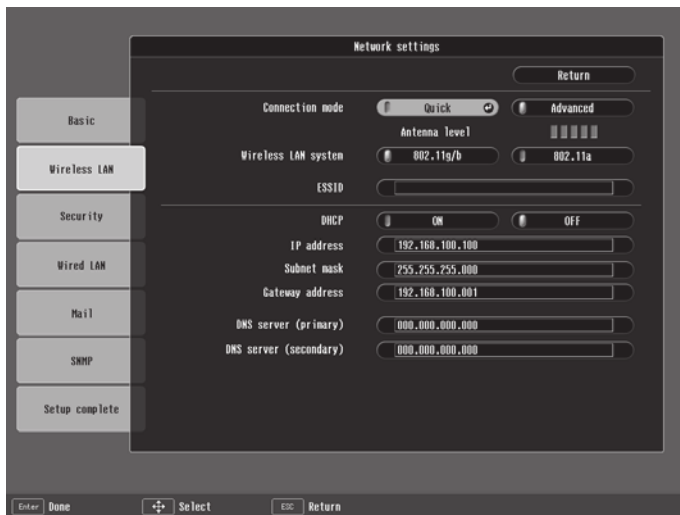 Network settings
Return
Basic
Connection mode Quick Advanced
Antenna level
Wireless LAN
Wireless LAN system 802.11g/b 802.11a
ESSID
Security
DHCP ON OFF
IP address 192.168.100.100
Wired LAN
Subnet mask 255.255.255.000
Gateway address 192.168.100.001
Mail
DNS server (primary) 000.000.000.000
DNS server (secondary) 000.000.000.000
SNMP
Setup complete
Enter Done Select ESC Return